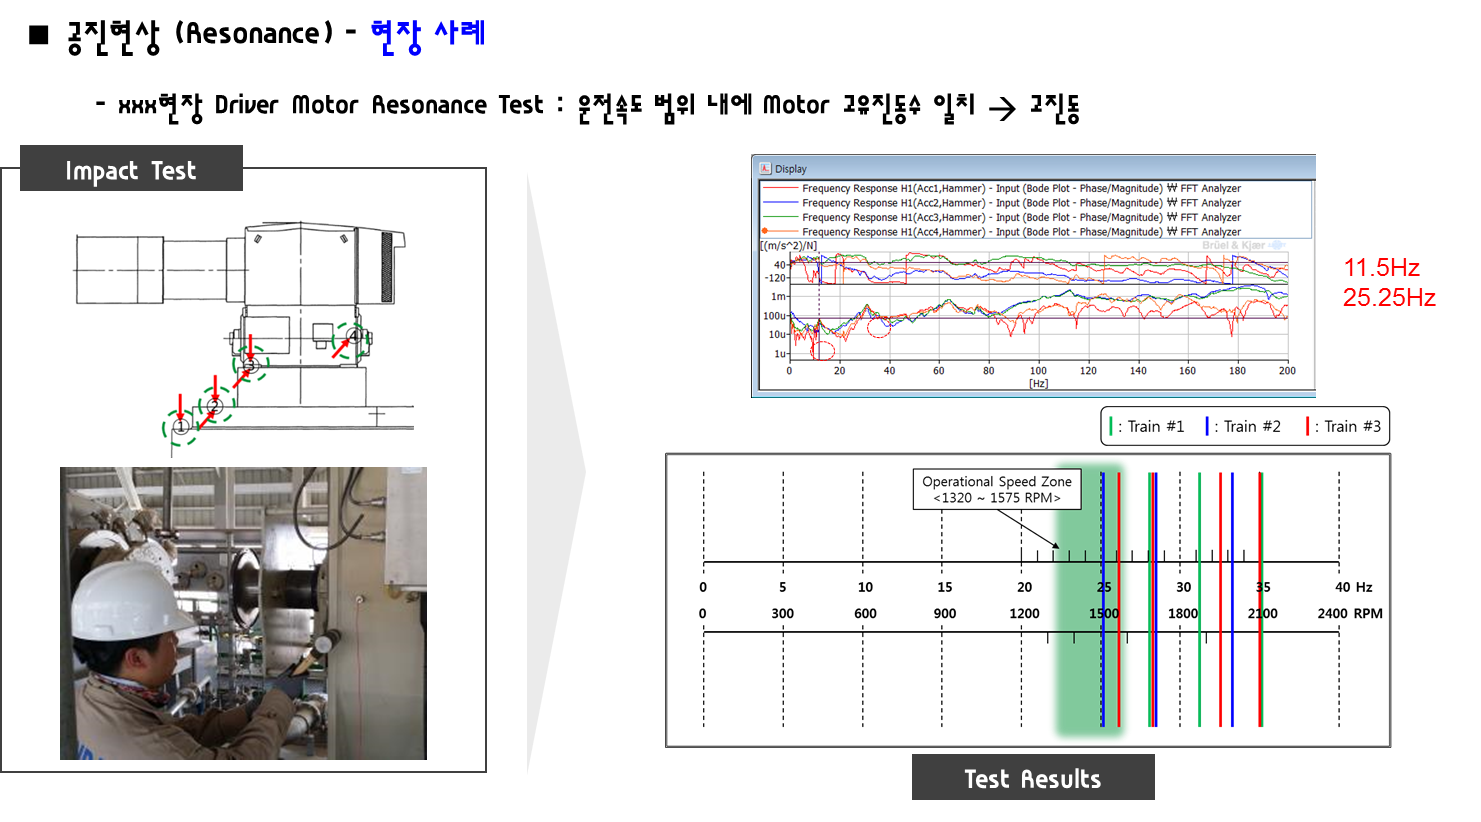 ■ 공진현상 (Resonance) - 현장 사례
- xxx현장 Driver Motor Resonance Test : 운전속도 범위 내에 Motor 고유진동수 일치 → 고진동
Impact Test
1
2
3
4
Display
Frequency Response H1(Acc1,Hammer) - Input (Bode Plot - Phase/Magnitude) ₩ FFT Analyzer
Frequency Response H1(Acc2,Hammer) - Input (Bode Plot - Phase/Magnitude) ₩ FFT Analyzer
Frequency Response H1(Acc3,Hammer) - Input (Bode Plot - Phase/Magnitude) ₩ FFT Analyzer
Frequency Response H1(Acc4,Hammer) - Input (Bode Plot - Phase/Magnitude) ₩ FFT Analyzer
[(m/s^2)/N]
Brüel & Kjær
40
-120
1m
100u
10u
1u
0 20 40 60 80 100 120 140 160 180 200
[Hz]
11.5Hz
25.25Hz
: Train #1 : Train #2 : Train #3
Operational Speed Zone
<1320 ~ 1575 RPM>
0 5 10 15 20 25 30 35 40 Hz
0 300 600 900 1200 1500 1800 2100 2400 RPM
Test Results